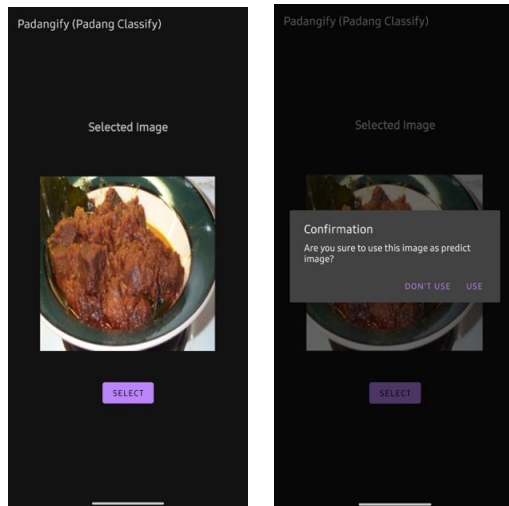 Padangify (Padang Classify)
Selected Image
SELECT
Padangify (Padang Classify)
Selected Image
Confirmation
Are you sure to use this image as predict
image?
DON'T USE USE
SELECT